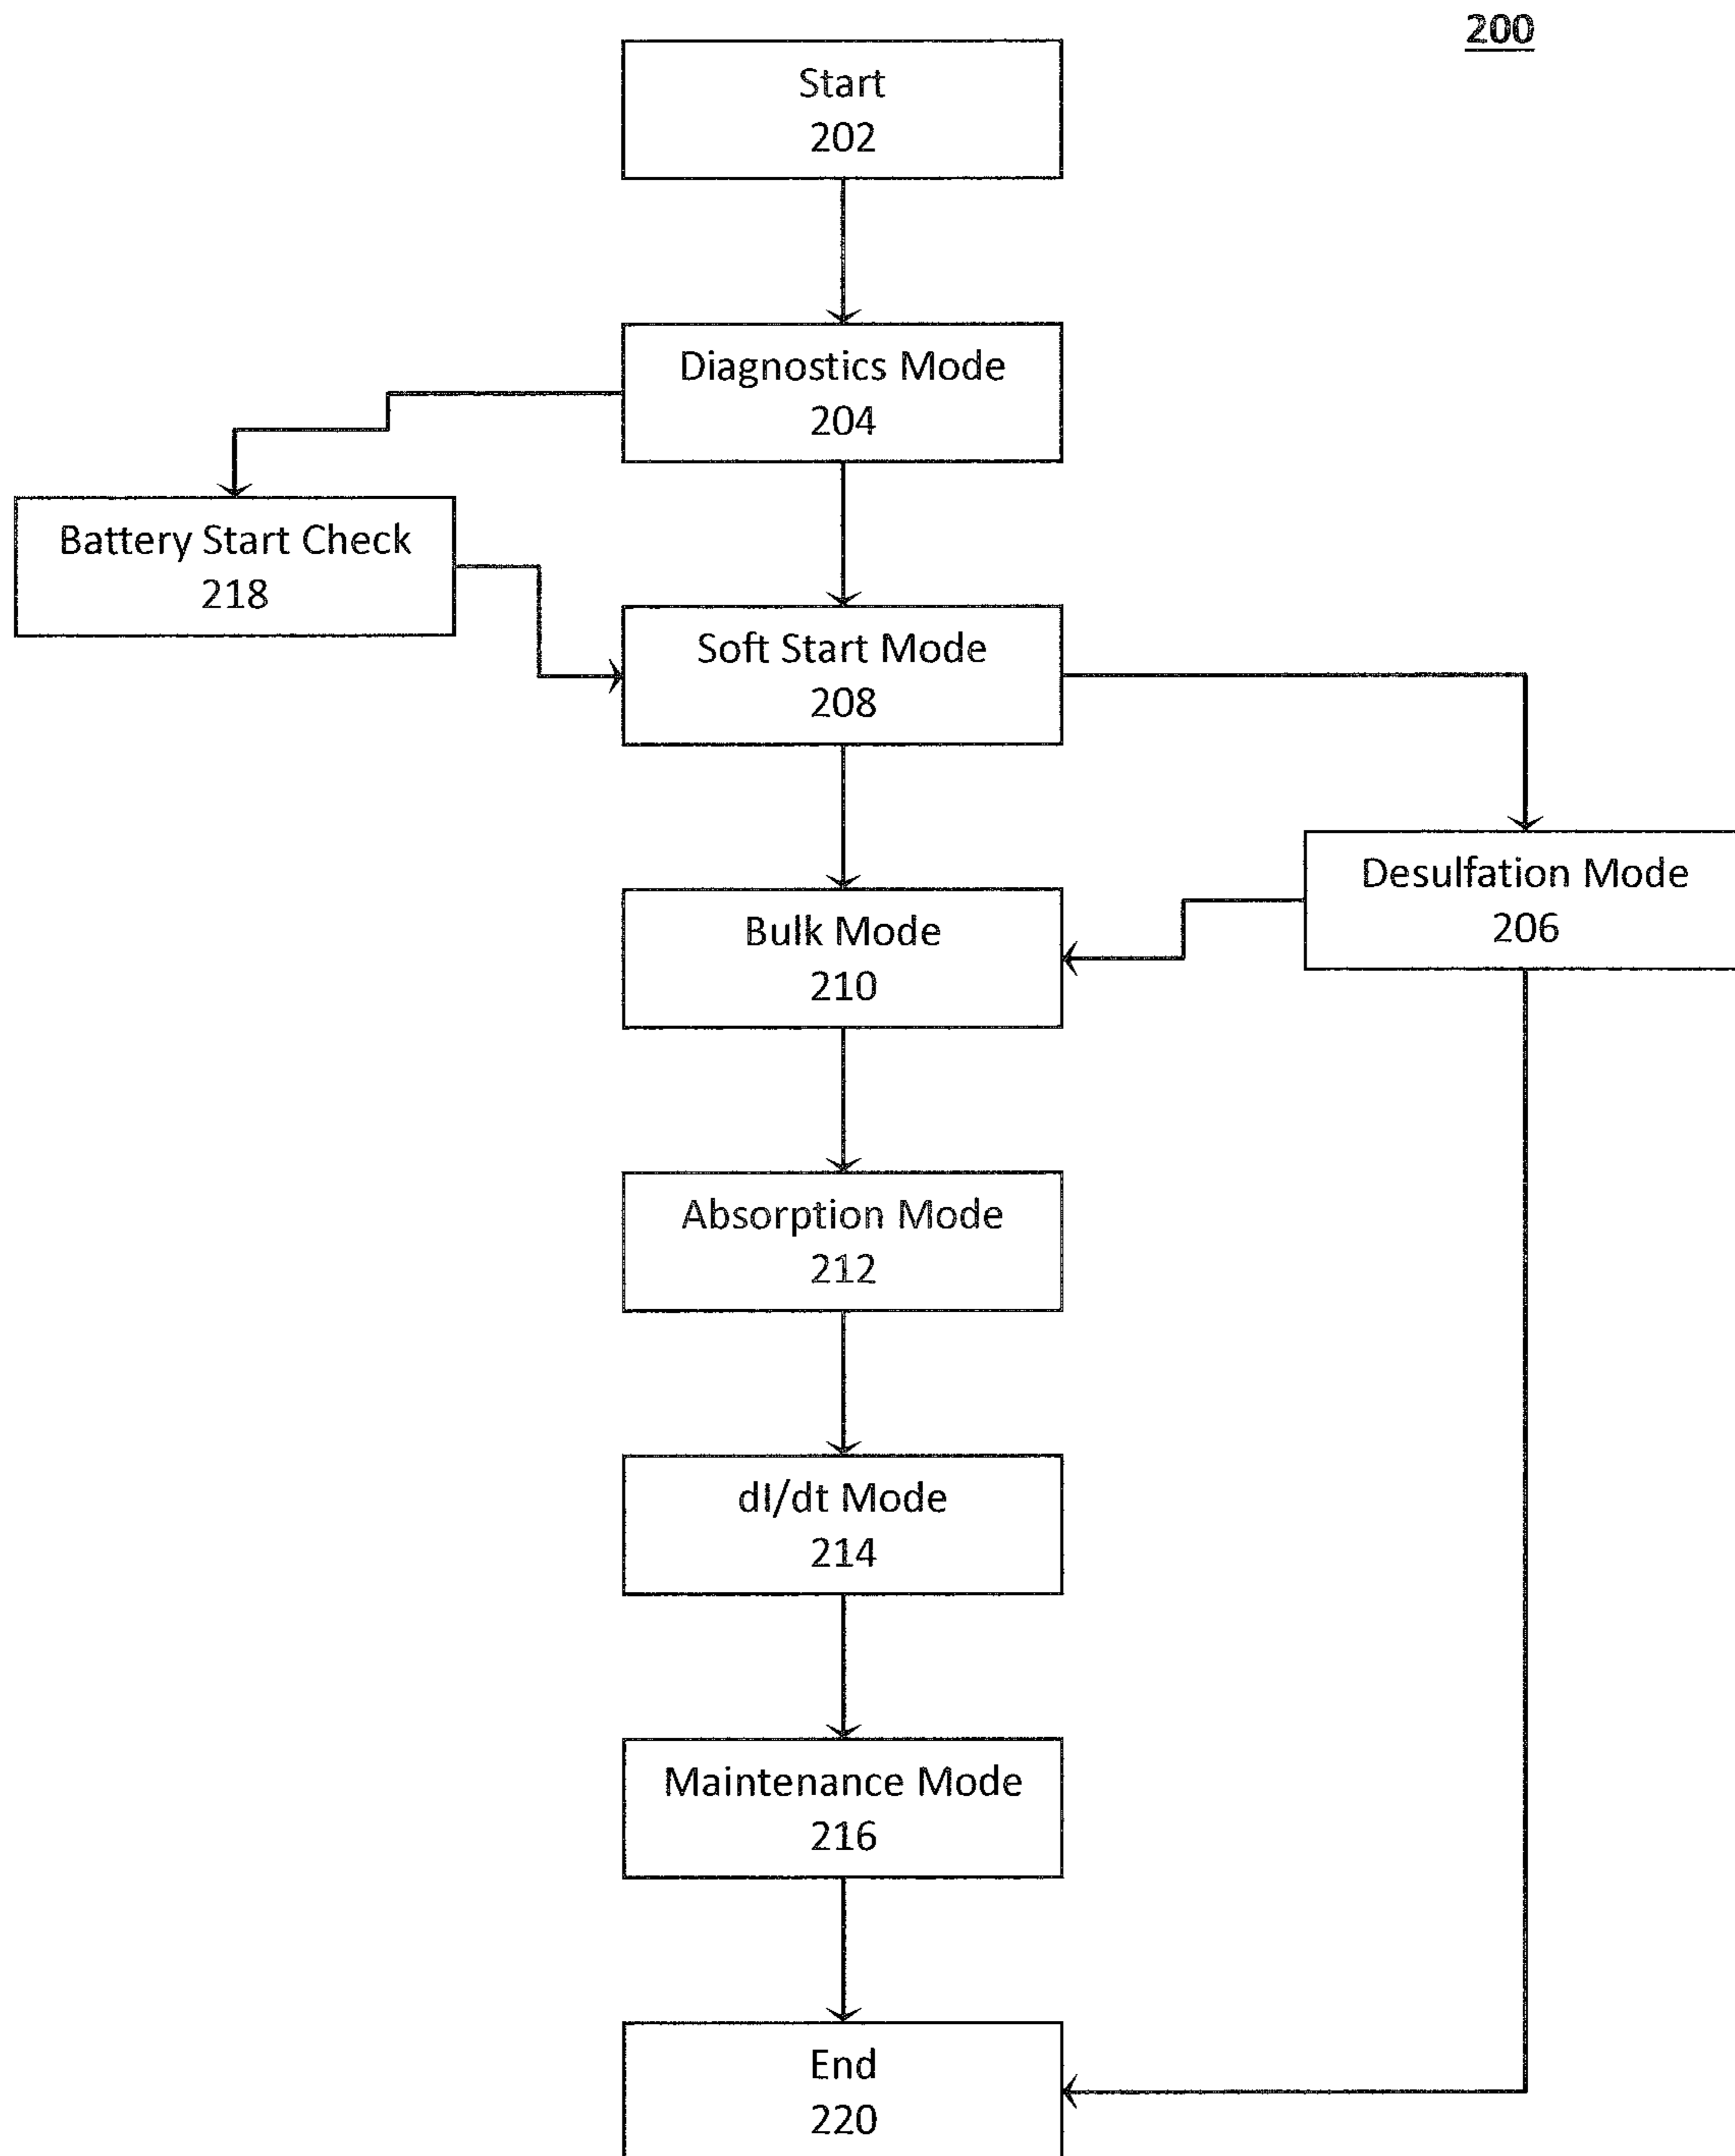 200
Start
202
Diagnostics Mode
204
Battery Start Check
218
Soft Start Mode
208
Desulfation Mode
206
Bulk Mode
210
Absorption Mode
212
dI/dt Mode
214
Maintenance Mode
216
End
220